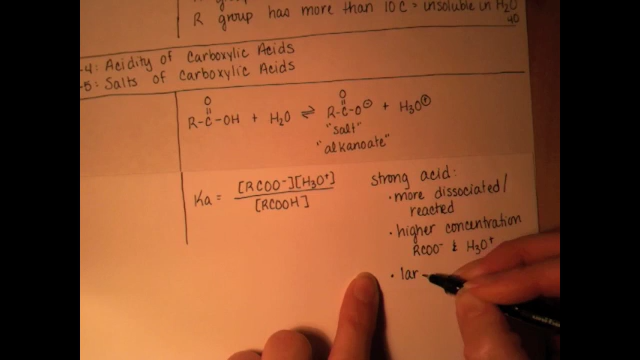 R group has more than 10 C = insoluble in H₂O
40
-4: Acidity of Carboxylic Acids
-5: Salts of Carboxylic Acids
O
R-C-OH + H₂O ⇌ R-C-O⊖ + H₃O⊕
O
"salt"
"alkanoate"
Ka = [RCOO⁻][H₃O⁺]
[RCOOH]
strong acid:
· more dissociated/
reacted
· higher concentration
RCOO⁻ & H₃O⁺
· lar